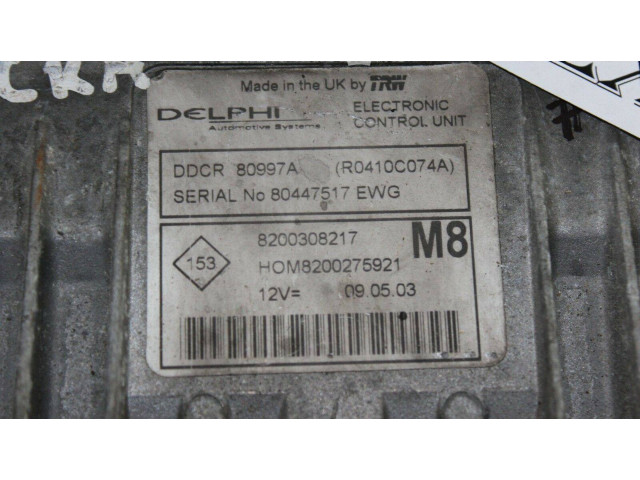 Made in the UK by TRW
DELPHI
Automotive Systems
ELECTRONIC
CONTROL UNIT
DDCR 80997A (R0410C074A)
SERIAL No 80447517 EWG
8200308217 M8
153
HOM8200275921
12V= 09.05.03